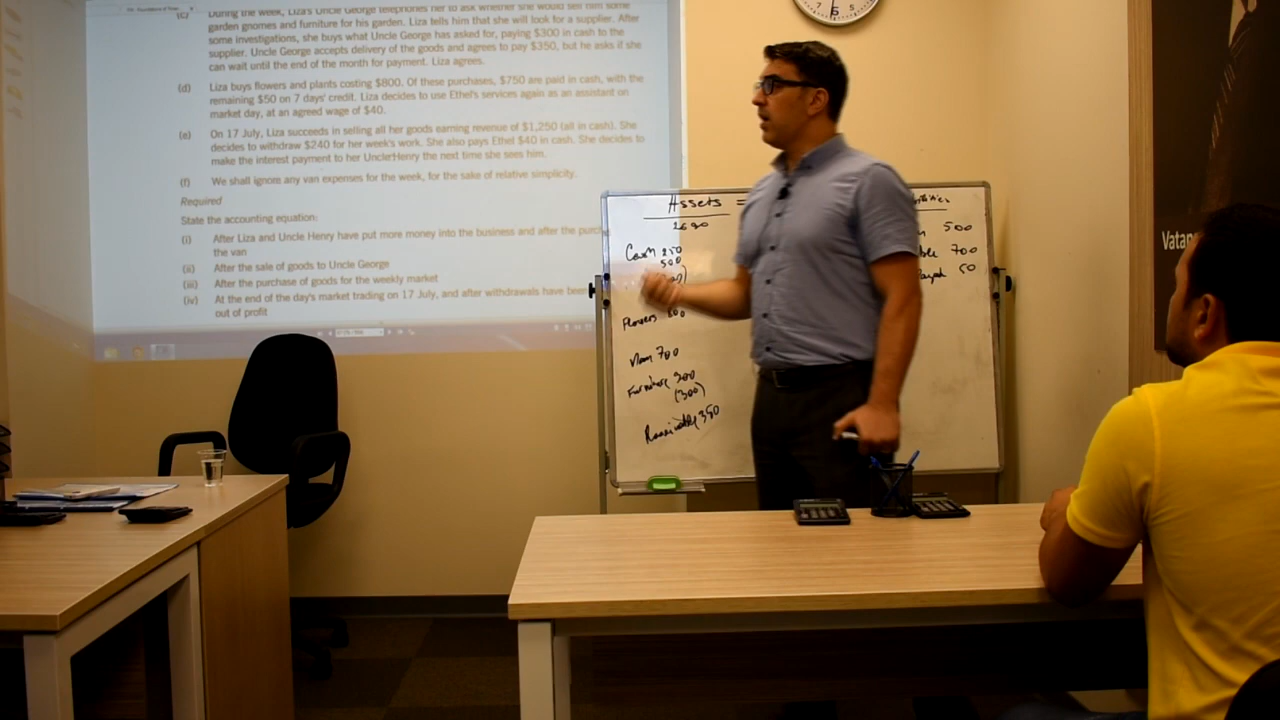 (c) During the week, Liza's Uncle George telephones her to ask whether she would sell him some
garden gnomes and furniture for his garden. Liza tells him that she will look for a supplier. After
some investigations, she buys what Uncle George has asked for, paying $300 in cash to the
supplier. Uncle George accepts delivery of the goods and agrees to pay $350, but he asks if she
can wait until the end of the month for payment. Liza agrees.
(d) Liza buys flowers and plants costing $800. Of these purchases, $750 are paid in cash, with the
remaining $50 on 7 days' credit. Liza decides to use Ethel's services again as an assistant on
market day, at an agreed wage of $40.
(e) On 17 July, Liza succeeds in selling all her goods earning revenue of $1,250 (all in cash). She
decides to withdraw $240 for her week's work. She also pays Ethel $40 in cash. She decides to
make the interest payment to her Uncle Henry the next time she sees him.
(f) We shall ignore any van expenses for the week, for the sake of relative simplicity.
Required
State the accounting equation:
(i) After Liza and Uncle Henry have put more money into the business and after the
the van
(ii) After the sale of goods to Uncle George
(iii) After the purchase of goods for the weekly market
(iv) At the end of the day's market trading on 17 July, and after withdrawals have been
out of profit
Assets =
Cash 250
500
Flowers 800
Van 700
Furniture 300
(300)
Receivable 350
500
700
50
7 6 5
Vatan